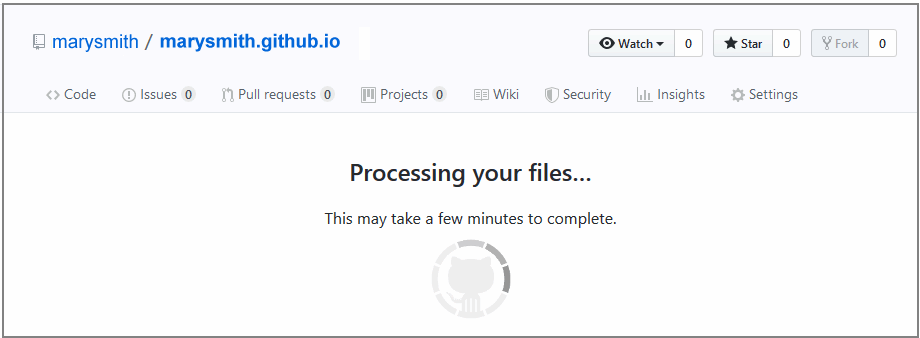 marysmith / marysmith.github.io
Watch 0 Star 0 Fork 0
Code Issues 0 Pull requests 0 Projects 0 Wiki Security Insights Settings
Processing your files...
This may take a few minutes to complete.